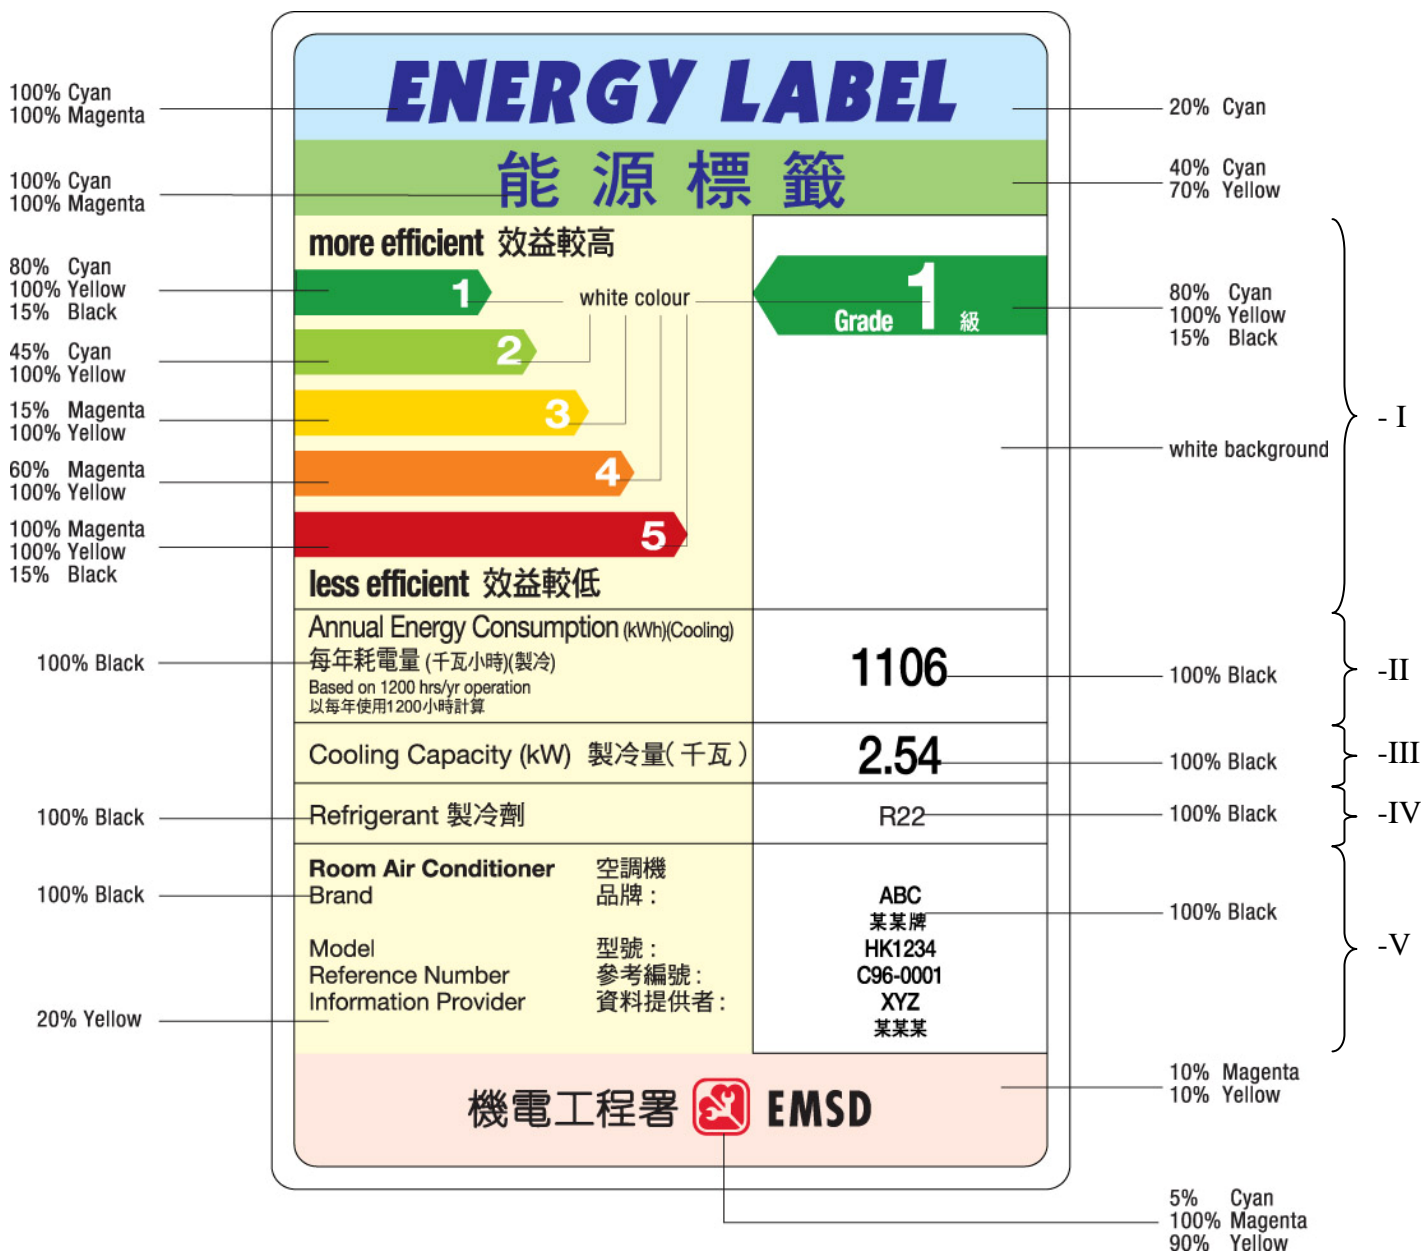 ENERGY LABEL
100% Cyan
100% Magenta
20% Cyan
能源標籤
100% Cyan
100% Magenta
40% Cyan
70% Yellow
more efficient 效益較高
80% Cyan
100% Yellow
15% Black
1
white colour
Grade 1 級
80% Cyan
100% Yellow
15% Black
45% Cyan
100% Yellow
2
15% Magenta
100% Yellow
3
- I
60% Magenta
100% Yellow
4
white background
100% Magenta
100% Yellow
15% Black
5
less efficient 效益較低
Annual Energy Consumption (kWh)(Cooling)
每年耗電量 (千瓦小時)(製冷)
Based on 1200 hrs/yr operation
以每年使用1200小時計算
100% Black
1106
100% Black
-II
Cooling Capacity (kW) 製冷量(千瓦)
2.54
100% Black
-III
100% Black
Refrigerant 製冷劑
R22
100% Black
-IV
Room Air Conditioner 空調機
100% Black
Brand 品牌 :
ABC
某某牌
100% Black
Model 型號 :
HK1234
-V
Reference Number 參考編號 :
C96-0001
Information Provider 資料提供者 :
XYZ
某某某
20% Yellow
10% Magenta
10% Yellow
機電工程署 EMSD
5% Cyan
100% Magenta
90% Yellow